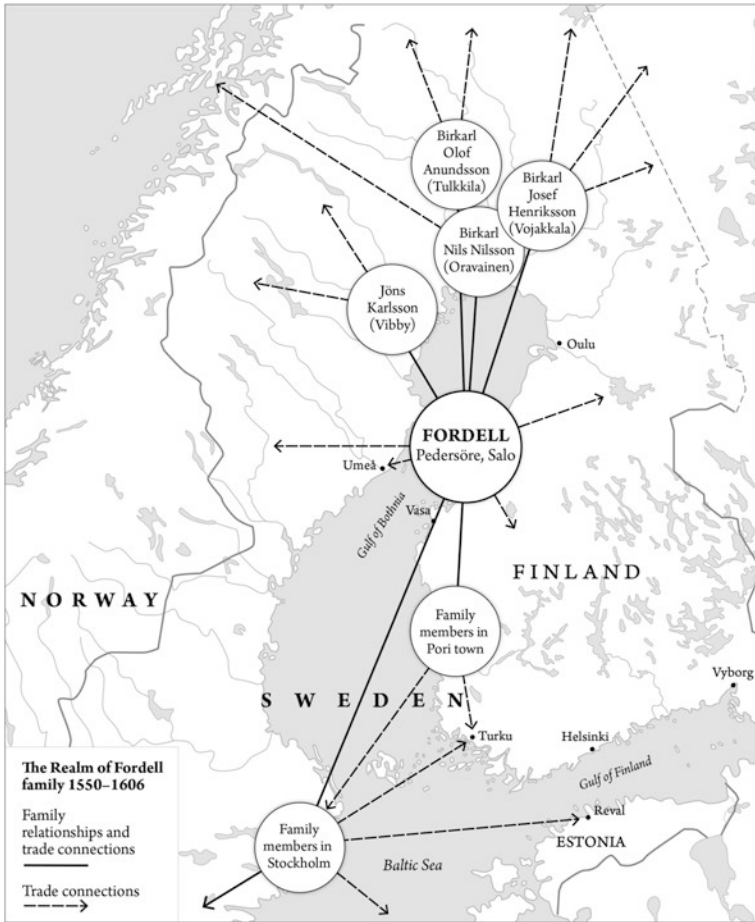 Birkarl
Olof
Anundsson
(Tulkkila)
Birkarl
Josef
Henriksson
(Vojakkala)
Birkarl
Nils Nilsson
(Oravainen)
Jöns
Karlsson
(Vibby)
Oulu
FORDELL
Pedersöre, Salo
Umeå
Vasa
Gulf of Bothnia
FINLAND
NORWAY
Family
members in
Pori town
Vyborg
SWEDEN
Turku
Helsinki
Gulf of Finland
The Realm of Fordell
family 1550–1606
Family
relationships and
trade connections
Trade connections
Family
members in
Stockholm
Reval
ESTONIA
Baltic Sea